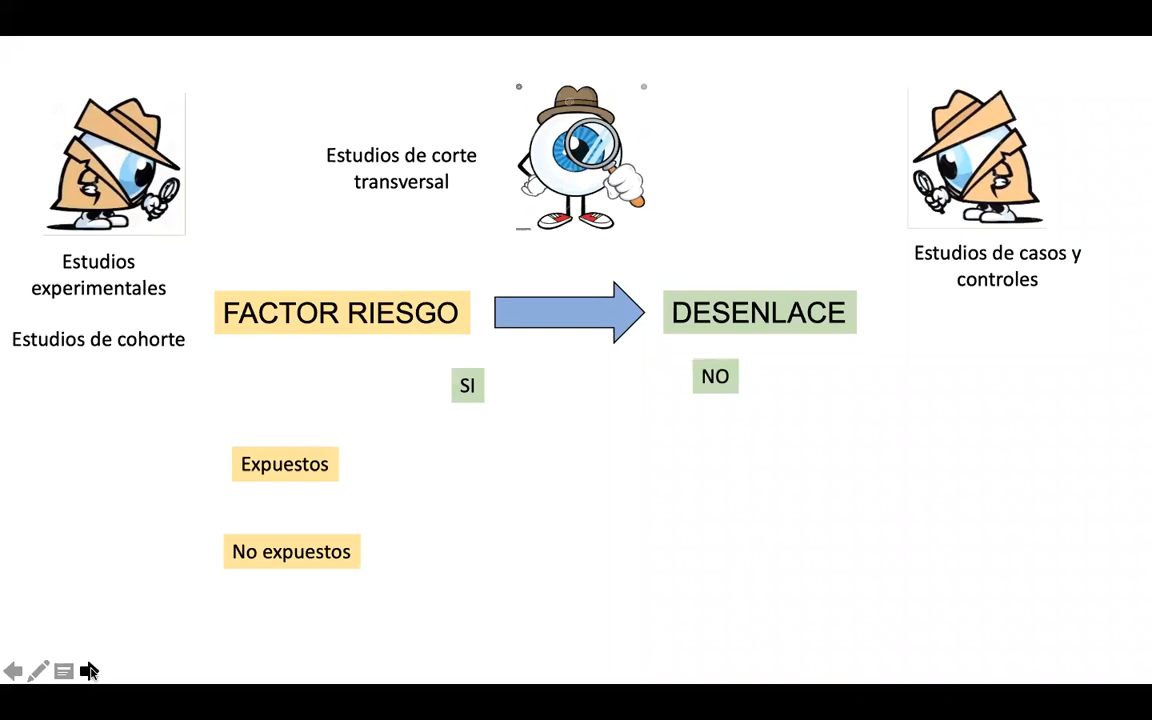 Estudios de corte
transversal
Estudios
experimentales
Estudios de cohorte
Estudios de casos y
controles
FACTOR RIESGO
DESENLACE
SI
NO
Expuestos
No expuestos